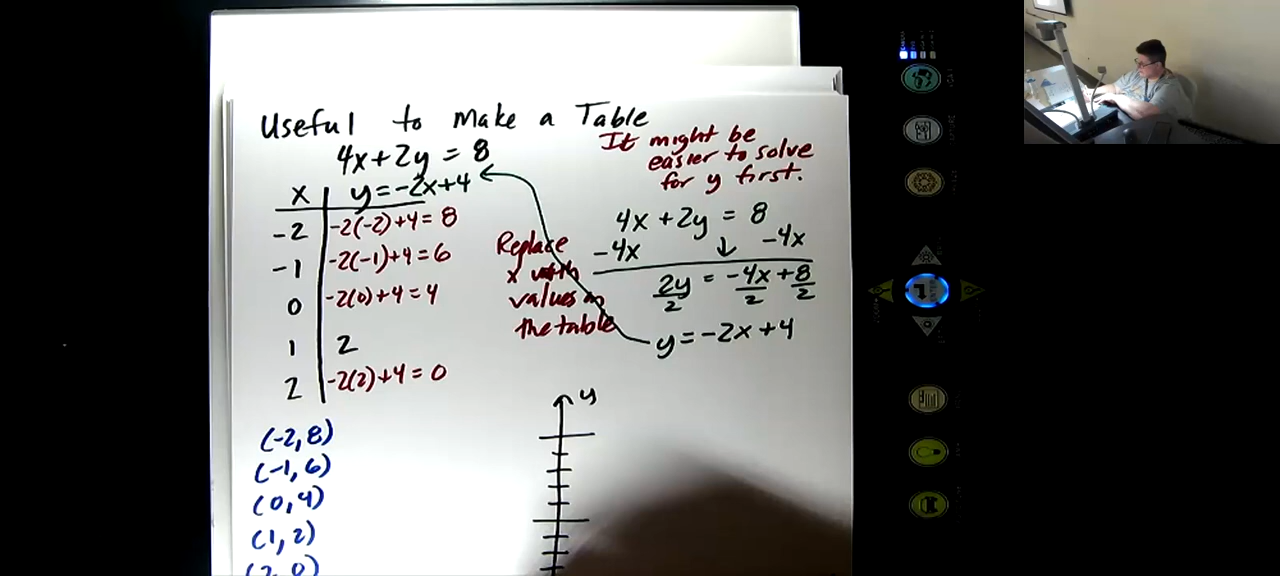 Useful to Make a Table
4x+2y = 8
x | y=-2x+4
-2 | -2(-2)+4= 8
-1 | -2(-1)+4=6
0 | -2(0)+4=4
1 | 2
2 | -2(2)+4= 0
(-2,8)
(-1,6)
(0,4)
(1,2)
(2,0)
Replace
x with
values in
the table
It might be
easier to solve
for y first.
4x+2y = 8
-4x ↓ -4x
2y/2 = -4x/2 + 8/2
y=-2x+4
y